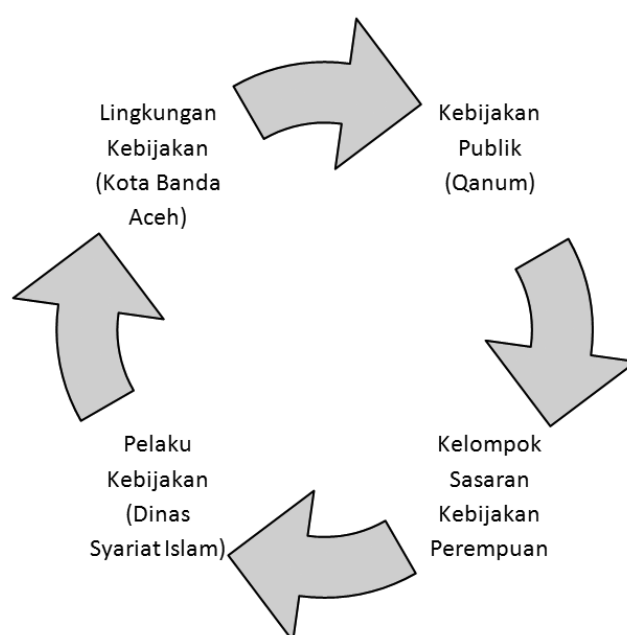 Lingkungan
Kebijakan
(Kota Banda
Aceh)
Kebijakan
Publik
(Qanum)
Kelompok
Sasaran
Kebijakan
Perempuan
Pelaku
Kebijakan
(Dinas
Syariat Islam)